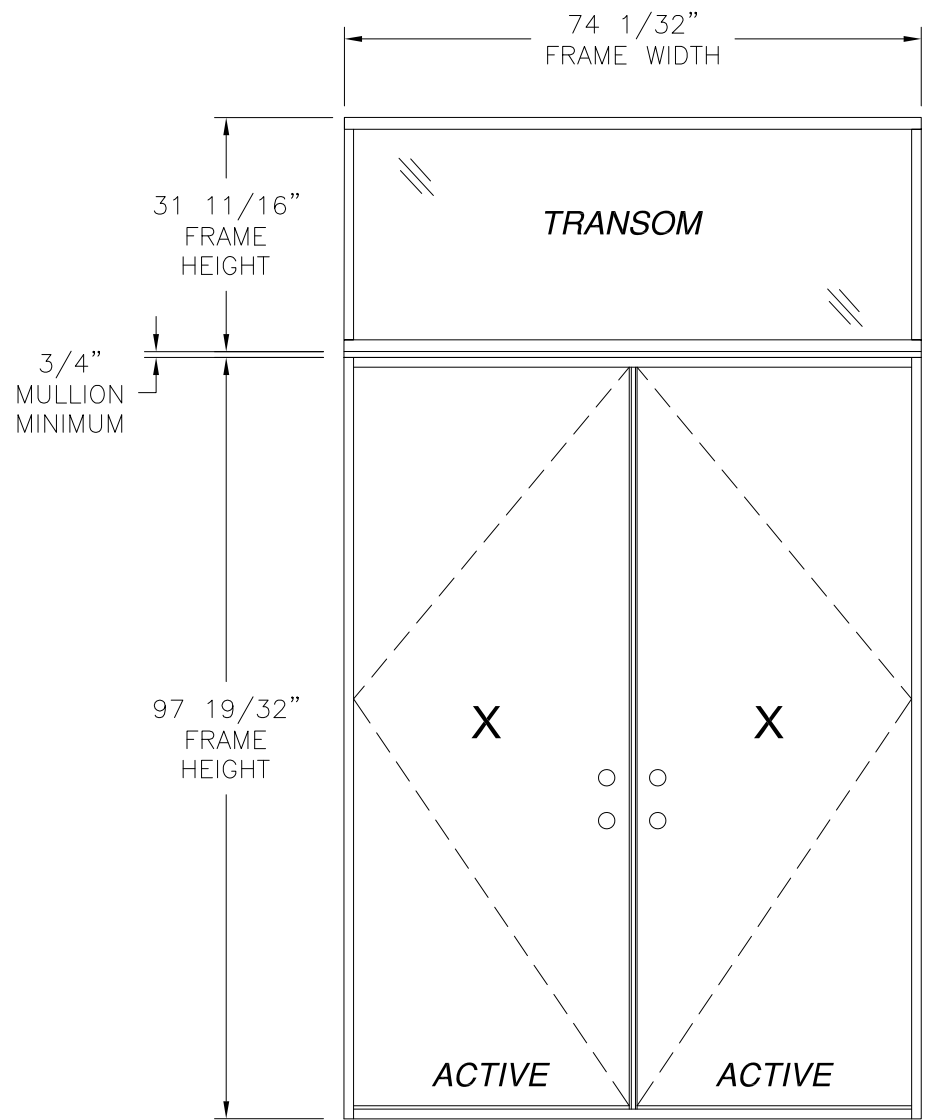 74 1/32”
FRAME WIDTH
31 11/16”
FRAME
HEIGHT
TRANSOM
3/4”
MULLION
MINIMUM
97 19/32”
FRAME
HEIGHT
X X
ACTIVE ACTIVE